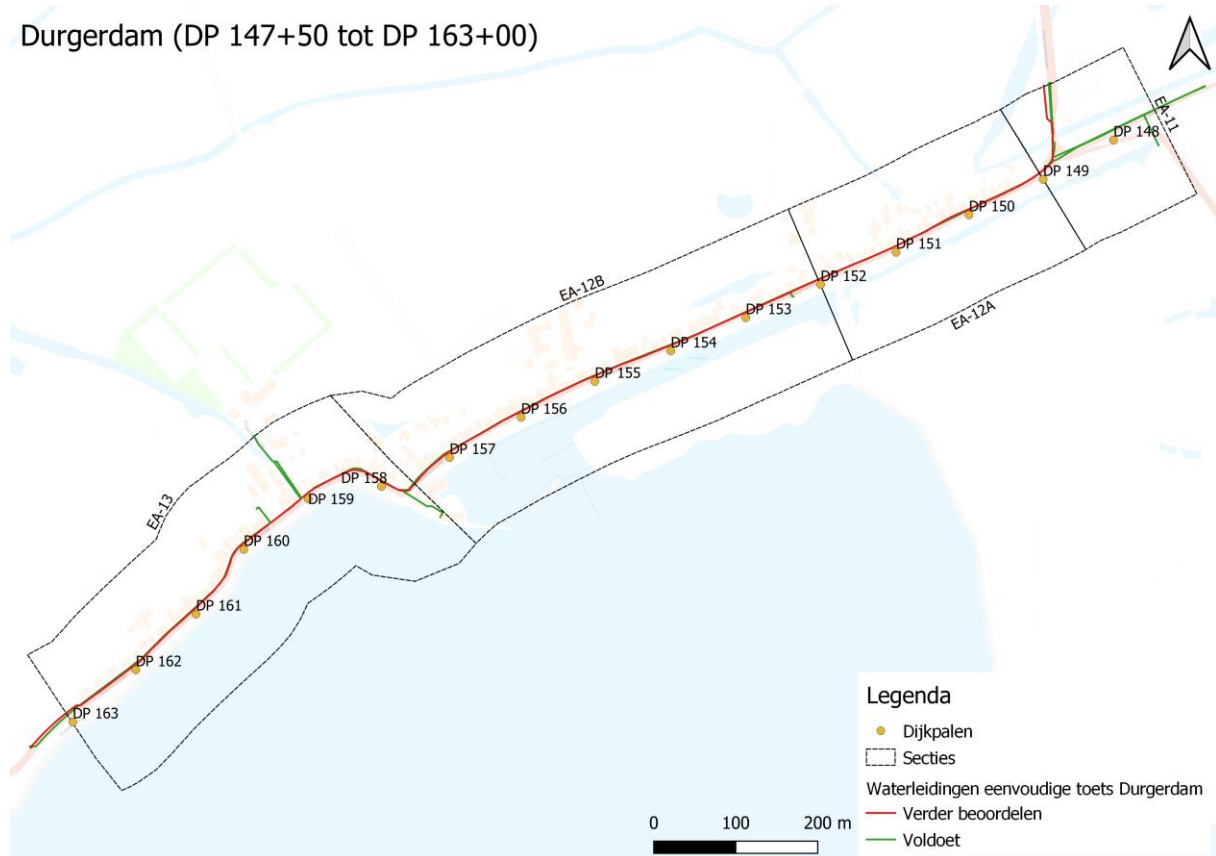 Durgerdam (DP 147+50 tot DP 163+00)
EA-11
DP 148
DP 149
DP 150
DP 151
EA-12B
DP 152
EA-12A
DP 153
DP 154
DP 155
DP 156
DP 157
DP 158
DP 159
EA-13
DP 160
DP 161
DP 162
DP 163
Legenda
Dijkpalen
Secties
Waterleidingen eenvoudige toets Durgerdam
Verder beoordelen
Voldoet
0 100 200 m